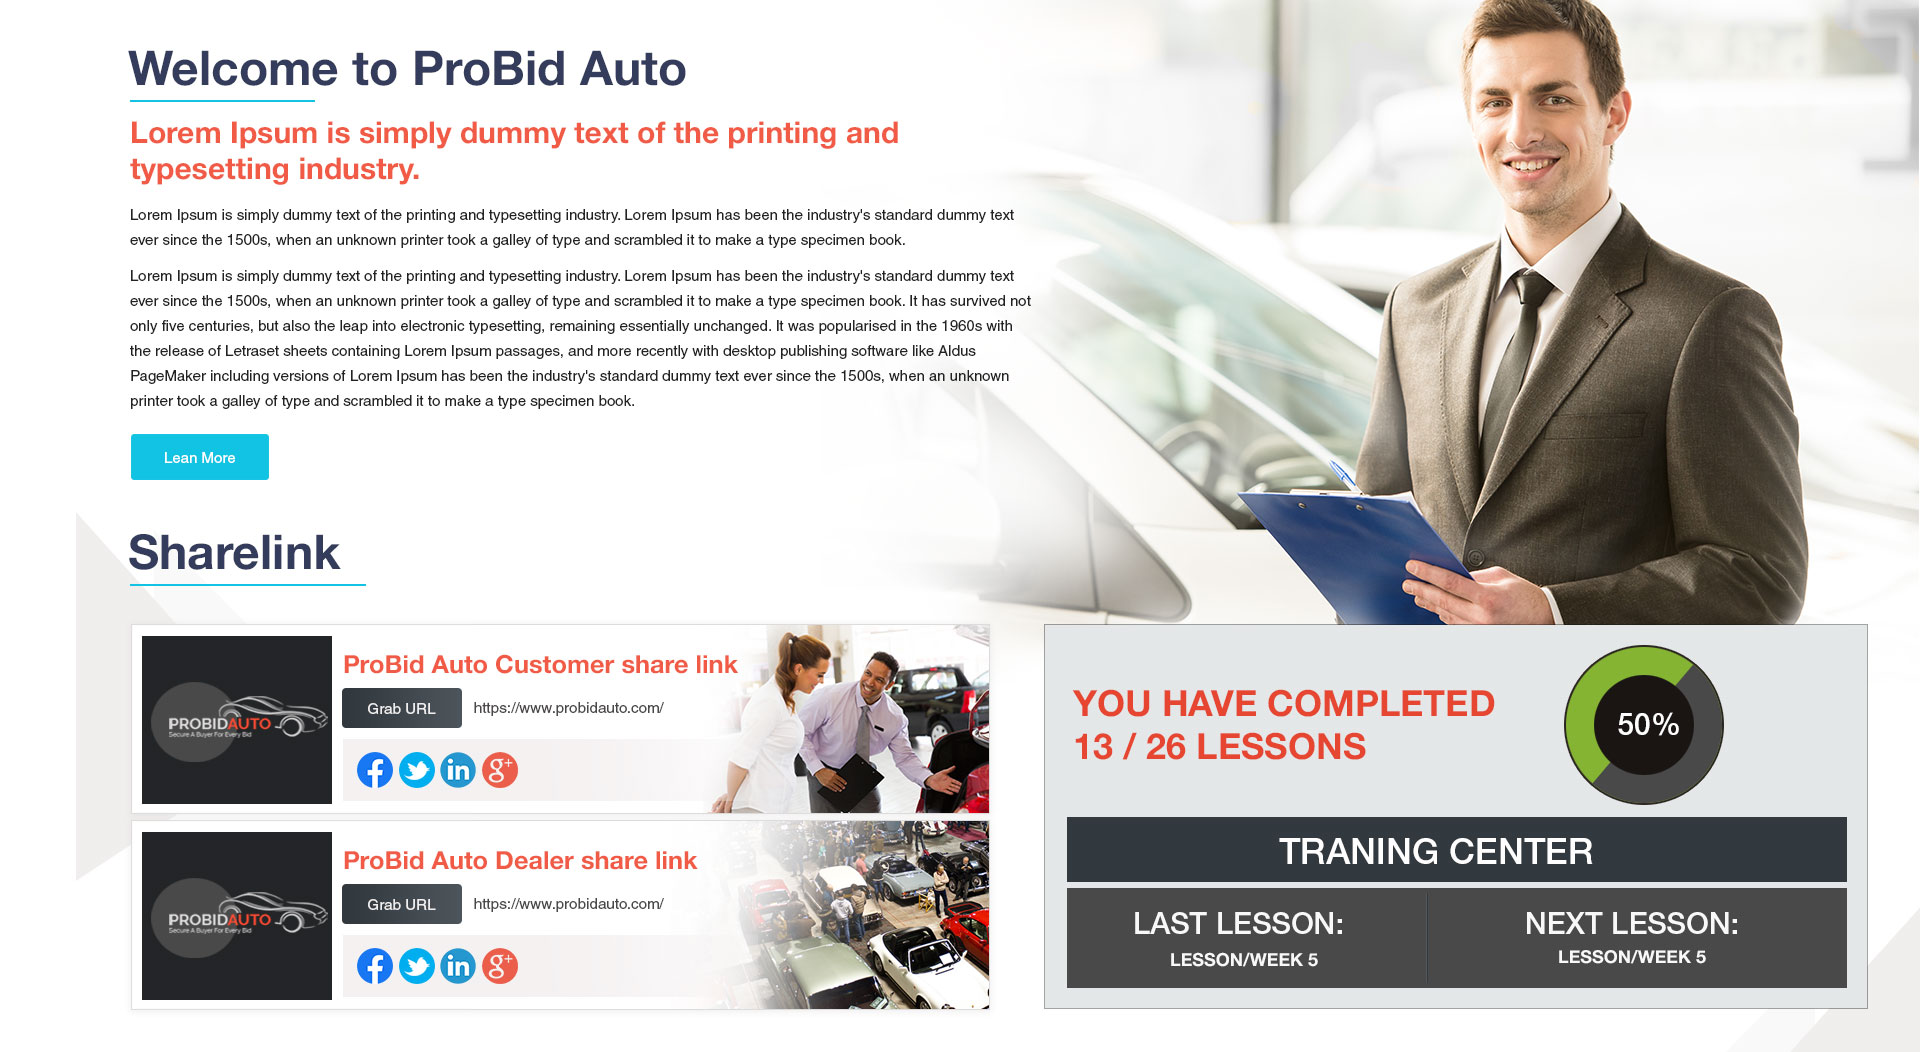 Welcome to ProBid Auto
Lorem Ipsum is simply dummy text of the printing and
typesetting industry.
Lorem Ipsum is simply dummy text of the printing and typesetting industry. Lorem Ipsum has been the industry's standard dummy text
ever since the 1500s, when an unknown printer took a galley of type and scrambled it to make a type specimen book.
Lorem Ipsum is simply dummy text of the printing and typesetting industry. Lorem Ipsum has been the industry's standard dummy text
ever since the 1500s, when an unknown printer took a galley of type and scrambled it to make a type specimen book. It has survived not
only five centuries, but also the leap into electronic typesetting, remaining essentially unchanged. It was popularised in the 1960s with
the release of Letraset sheets containing Lorem Ipsum passages, and more recently with desktop publishing software like Aldus
PageMaker including versions of Lorem Ipsum has been the industry's standard dummy text ever since the 1500s, when an unknown
printer took a galley of type and scrambled it to make a type specimen book.
Lean More
Sharelink
PROBIDAUTO
Secure A Buyer For Every Bid
ProBid Auto Customer share link
Grab URL https://www.probidauto.com/
PROBIDAUTO
Secure A Buyer For Every Bid
ProBid Auto Dealer share link
Grab URL https://www.probidauto.com/
YOU HAVE COMPLETED
13 / 26 LESSONS
50%
TRANING CENTER
LAST LESSON:
LESSON/WEEK 5
NEXT LESSON:
LESSON/WEEK 5